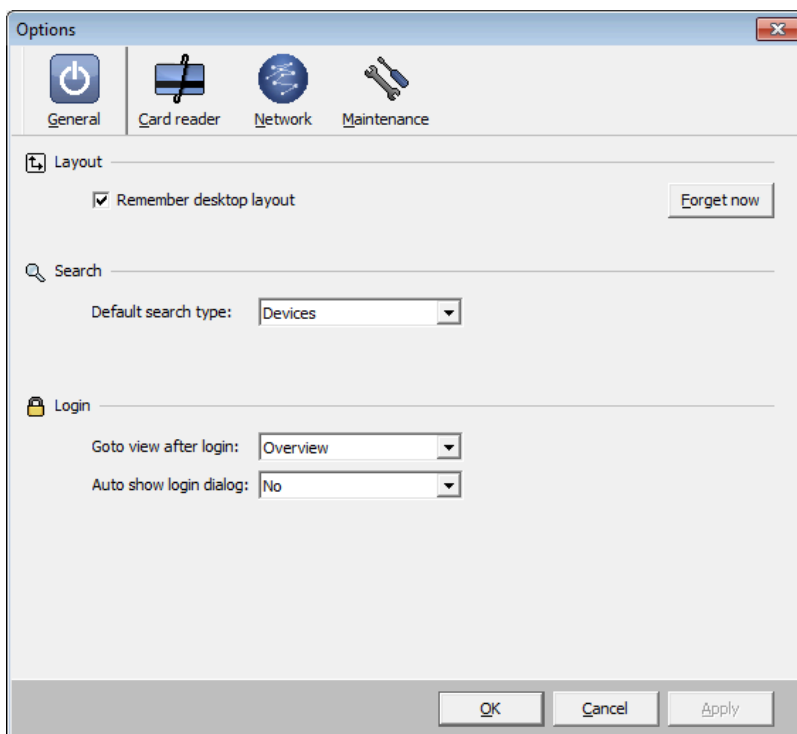 Options
General Card reader Network Maintenance
Layout
Remember desktop layout Forget now
Search
Default search type: Devices
Login
Goto view after login: Overview
Auto show login dialog: No
OK Cancel Apply